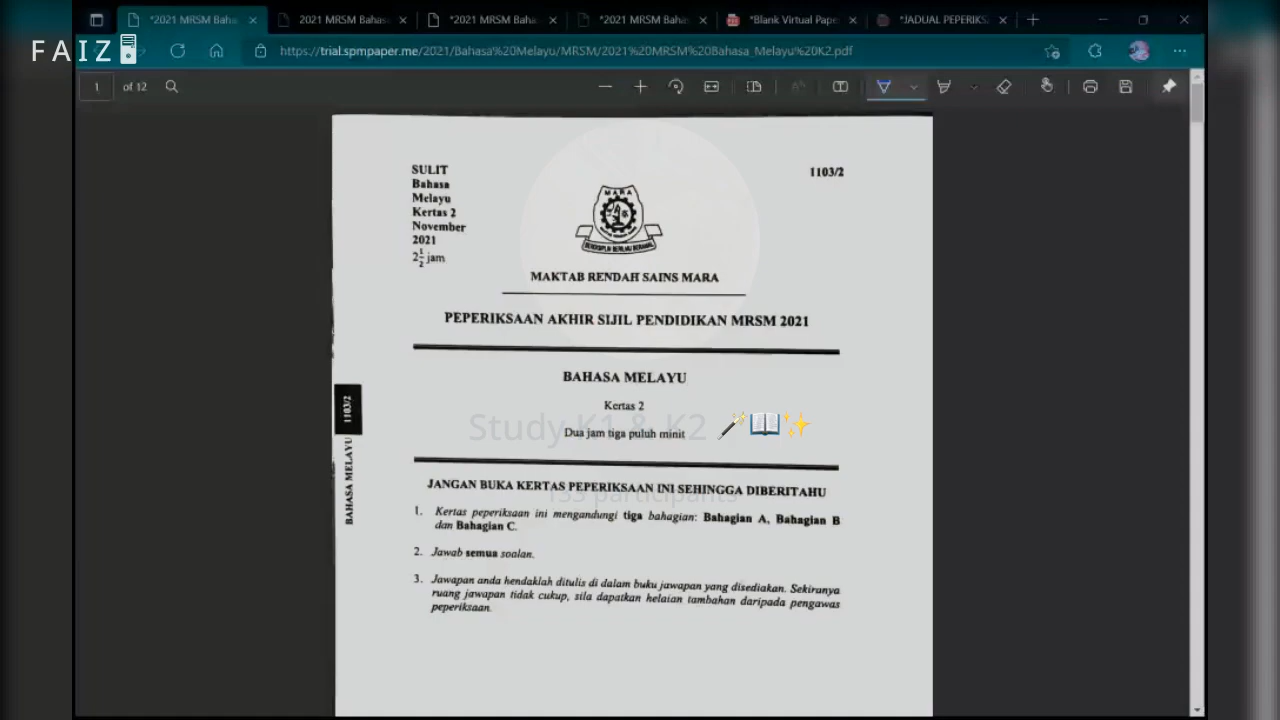 *2021 MRSM Baha
2021 MRSM Bahas
*2021 MRSM Bah
*2021 MRSM Baha
*Blank Virtual Pape
*JADUAL PEPERIKS
FAIZ
https://trial.spmpaper.me/2021/Bahasa%20Melayu/MRSM/2021%20MRSM%20Bahasa_Melayu%20K2.pdf
1 of 12
SULIT
Bahasa
Melayu
Kertas 2
November
2021
2½ jam
1103/2
MARA
BERDISIPLIN BERILMU BERAMAL
MAKTAB RENDAH SAINS MARA
PEPERIKSAAN AKHIR SIJIL PENDIDIKAN MRSM 2021
BAHASA MELAYU
Kertas 2
Study K1 & K2 🪄📖✨
Dua jam tiga puluh minit
1103/2
BAHASA MELAYU
JANGAN BUKA KERTAS PEPERIKSAAN INI SEHINGGA DIBERITAHU
133 participants
1. Kertas peperiksaan ini mengandungi tiga bahagian: Bahagian A, Bahagian B
dan Bahagian C.
2. Jawab semua soalan.
3. Jawapan anda hendaklah ditulis di dalam buku jawapan yang disediakan. Sekiranya
ruang jawapan tidak cukup, sila dapatkan helaian tambahan daripada pengawas
peperiksaan.